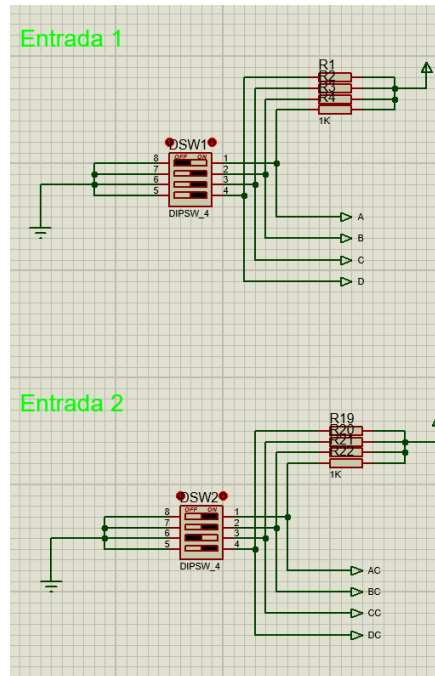 Entrada 1
R1
R2
R3
R4
1K
DSW1
OFF ON
8 1
7 2
6 3
5 4
DIPSW_4
A
B
C
D
Entrada 2
R19
R20
R21
R22
1K
DSW2
OFF ON
8 1
7 2
6 3
5 4
DIPSW_4
AC
BC
CC
DC